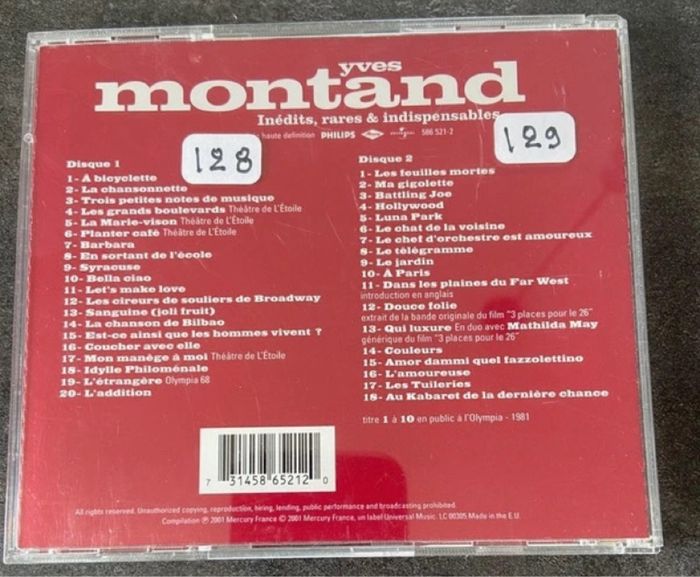 yves
montand
Inédits, rares & indispensables
haute definition PHILIPS 586 521-2
128
129
Disque 1
1- À bicyclette
2- La chansonnette
3- Trois petites notes de musique
4- Les grands boulevards Théâtre de L'Étoile
5- La Marie-vison Théâtre de L'Étoile
6- Planter café Théâtre de L'Étoile
7- Barbara
8- En sortant de l'école
9- Syracuse
10- Bella ciao
11- Let's make love
12- Les cireurs de souliers de Broadway
13- Sanguine (joli fruit)
14- La chanson de Bilbao
15- Est-ce ainsi que les hommes vivent ?
16- Coucher avec elle
17- Mon manège à moi Théâtre de L'Étoile
18- Idylle Philoménale
19- L'étrangère Olympia 68
20- L'addition
Disque 2
1- Les feuilles mortes
2- Ma gigolette
3- Battling Joe
4- Hollywood
5- Luna Park
6- Le chat de la voisine
7- Le chef d'orchestre est amoureux
8- Le télégramme
9- Le jardin
10- À Paris
11- Dans les plaines du Far West
introduction en anglais
12- Douce folie
extrait de la bande originale du film "3 places pour le 26"
13- Qui luxure En duo avec Mathilda May
générique du film "3 places pour le 26"
14- Couleurs
15- Amor dammi quel fazzolettino
16- L'amoureuse
17- Les Tuileries
18- Au Kabaret de la dernière chance
titre 1 à 10 en public à l'Olympia - 1981
7 31458 65212 0
All rights reserved. Unauthorized copying, reproduction, hiring, lending, public performance and broadcasting prohibited.
Compilation ℗ 2001 Mercury France © 2001 Mercury France, un label Universal Music. LC 00305 Made in the E.U.